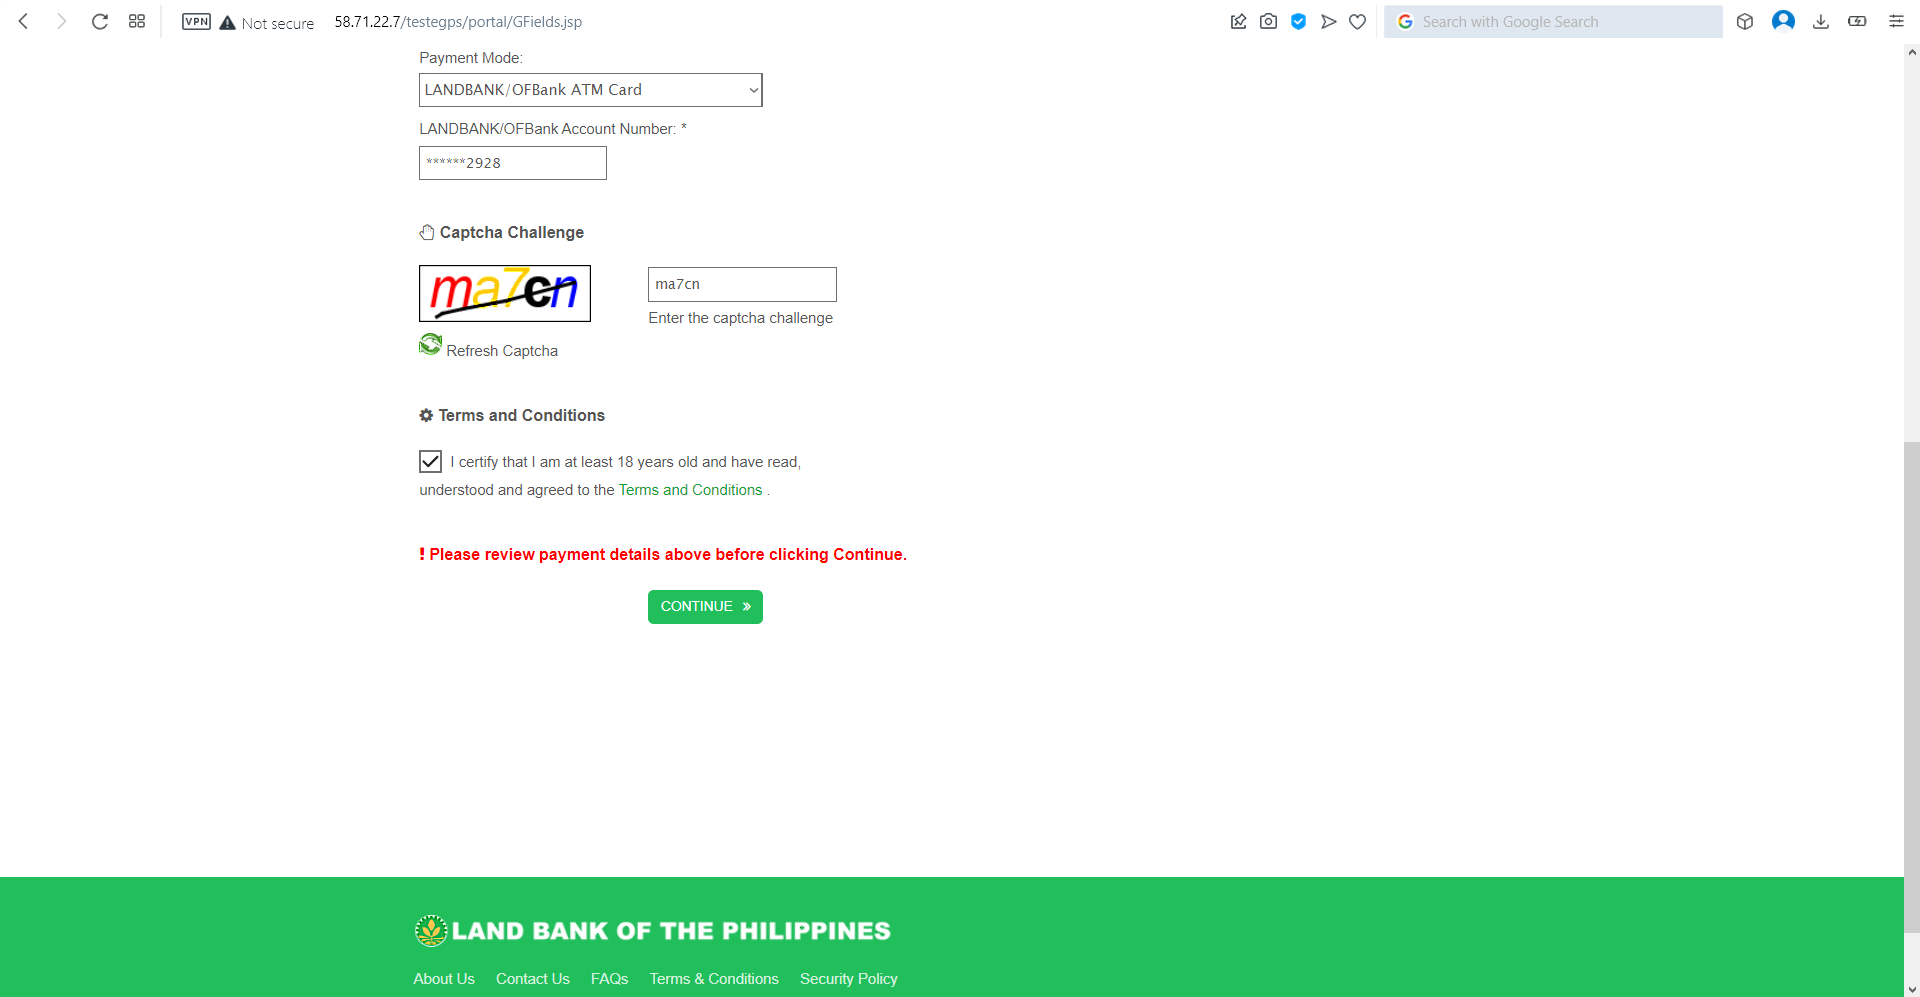 VPN Not secure 58.71.22.7/testegps/portal/GFields.jsp Search with Google Search
Payment Mode:
LANDBANK/OFBank ATM Card
LANDBANK/OFBank Account Number: *
******2928
Captcha Challenge
ma7cn ma7cn
Enter the captcha challenge
Refresh Captcha
Terms and Conditions
I certify that I am at least 18 years old and have read,
understood and agreed to the Terms and Conditions .
! Please review payment details above before clicking Continue.
CONTINUE »
LAND BANK OF THE PHILIPPINES
About Us Contact Us FAQs Terms & Conditions Security Policy